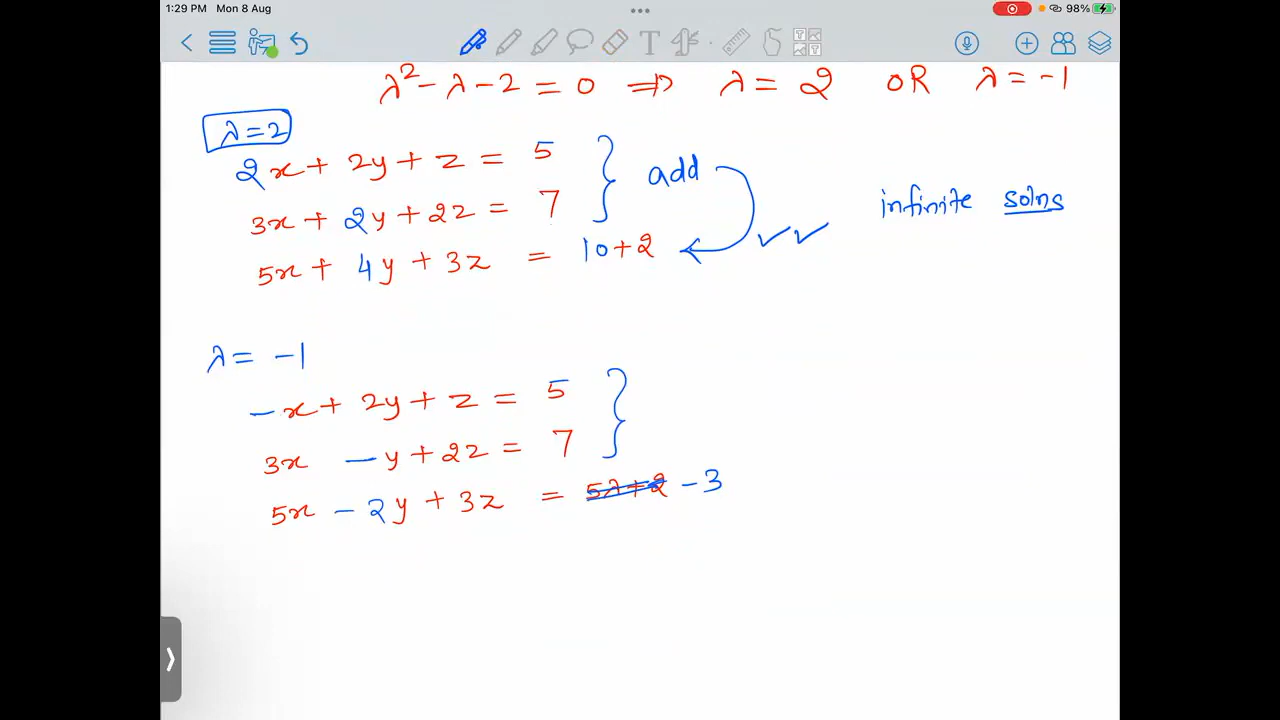 1:29 PM Mon 8 Aug
98%
T
λ² - λ - 2 = 0 ⇒ λ = 2 OR λ = -1
λ = 2
2x + 2y + z = 5
add
3x + 2y + 2z = 7
infinite solns
5x + 4y + 3z = 10+2
λ = -1
-x + 2y + z = 5
3x - y + 2z = 7
5x - 2y + 3z = 5λ+2 -3